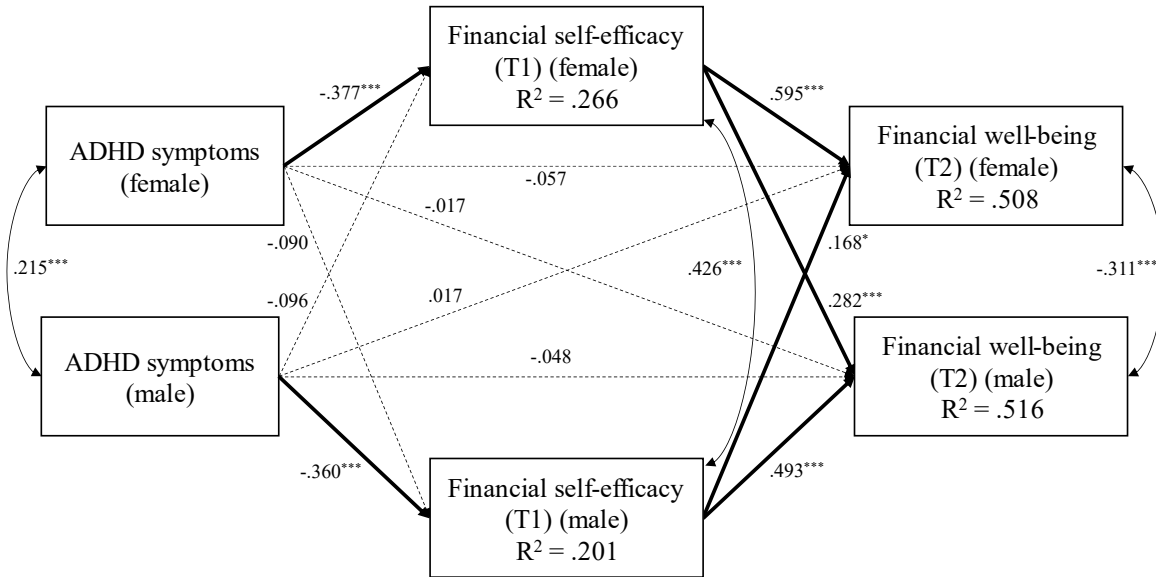 Financial self-efficacy
(T1) (female)
R² = .266
-.377***
.595***
ADHD symptoms
(female)
Financial well-being
(T2) (female)
R² = .508
-.057
-.017
-.090
.168*
.215***
.426***
-.311***
-.096
.017
.282***
ADHD symptoms
(male)
-.048
Financial well-being
(T2) (male)
R² = .516
-.360***
.493***
Financial self-efficacy
(T1) (male)
R² = .201